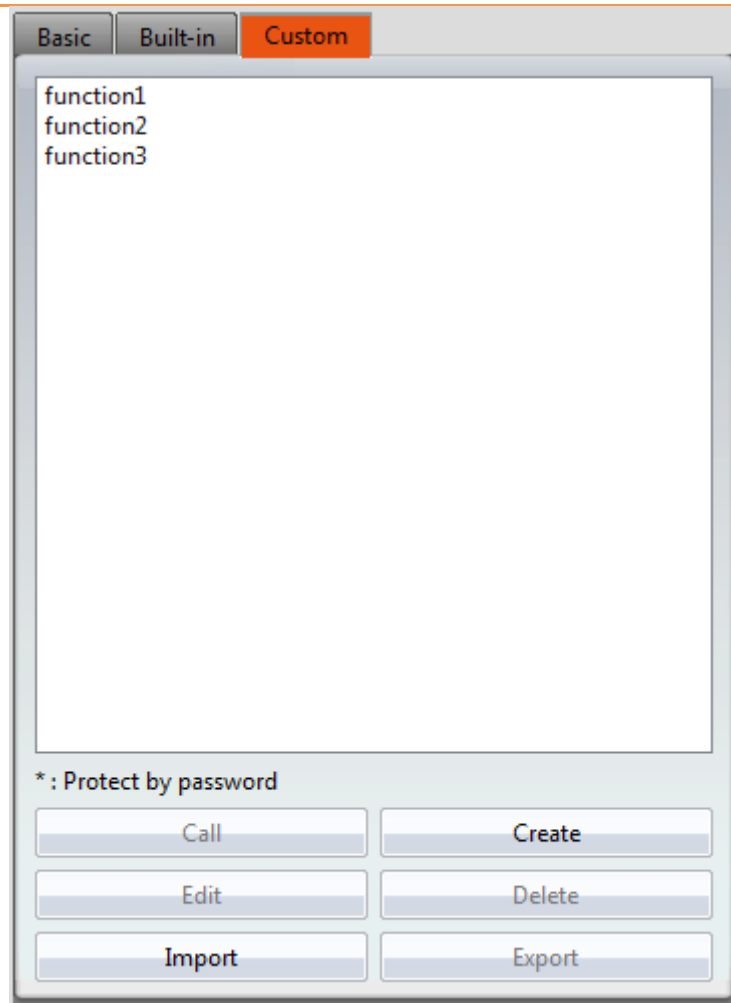 Basic Built-in Custom
function1
function2
function3
* : Protect by password
Call Create
Edit Delete
Import Export